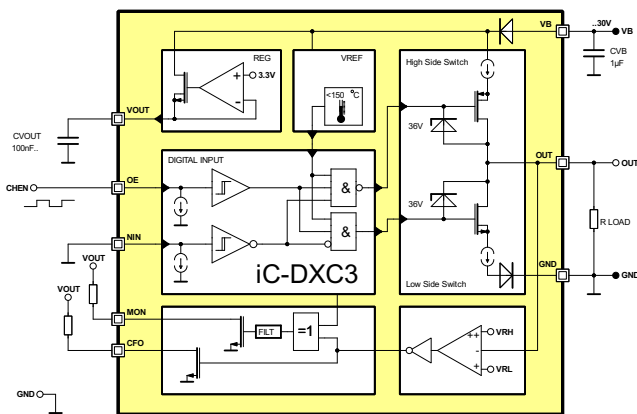 VB
..30V
VB
REG
VREF
High Side Switch
CVB
1µF
+
3.3V
-
<150 °C
VOUT
36V
CVOUT
100nF..
DIGITAL INPUT
OUT
OUT
CHEN
OE
&
36V
NIN
&
R LOAD
VOUT
iC-DXC3
GND
VOUT
Low Side Switch
GND
MON
FILT
=1
++
VRH
CFO
-
+
VRL
GND